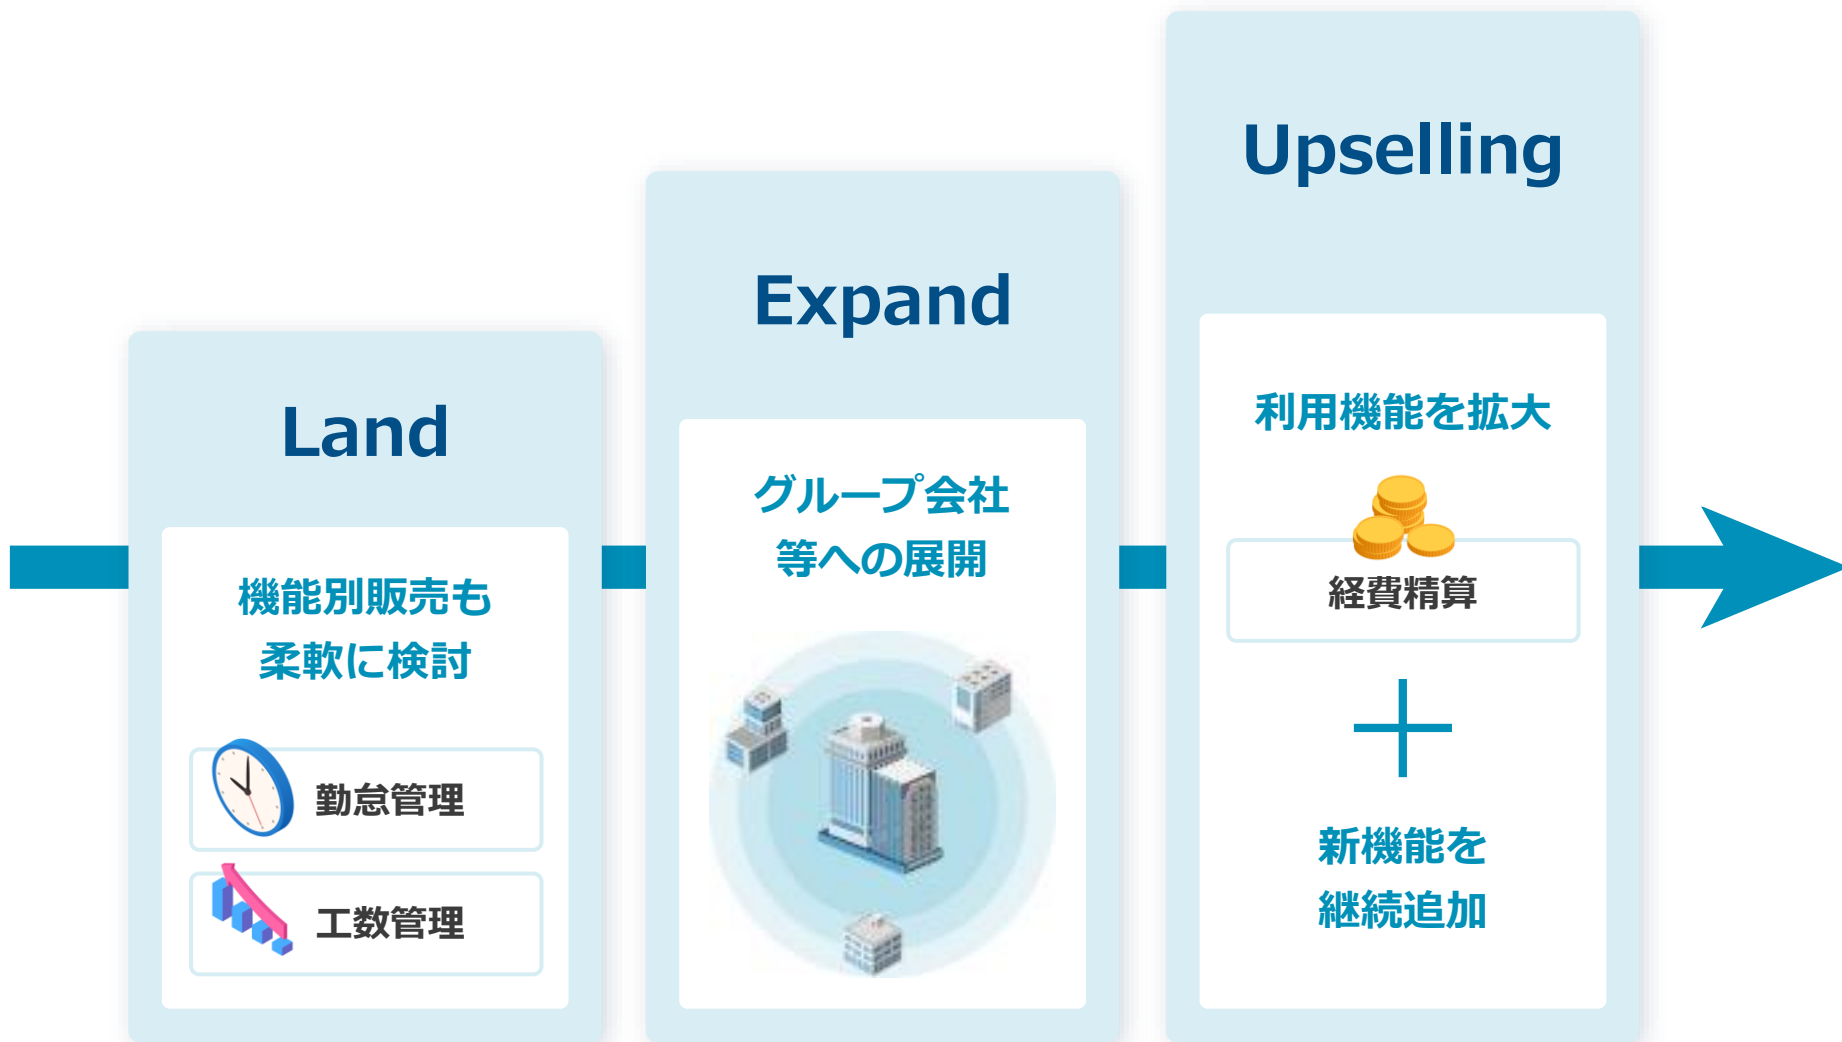 Land
機能別販売も
柔軟に検討
勤怠管理
工数管理
Expand
グループ会社
等への展開
Upselling
利用機能を拡大
経費精算
新機能を
継続追加